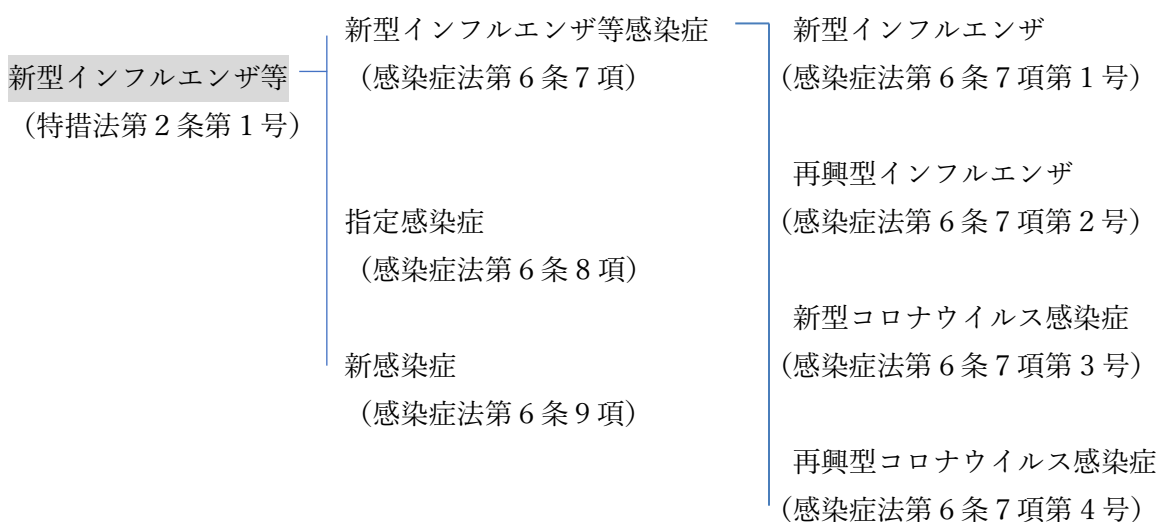 新型インフルエンザ等
(特措法第2条第1号)
新型インフルエンザ等感染症
(感染症法第6条7項)
指定感染症
(感染症法第6条8項)
新感染症
(感染症法第6条9項)
新型インフルエンザ
(感染症法第6条7項第1号)
再興型インフルエンザ
(感染症法第6条7項第2号)
新型コロナウイルス感染症
(感染症法第6条7項第3号)
再興型コロナウイルス感染症
(感染症法第6条7項第4号)